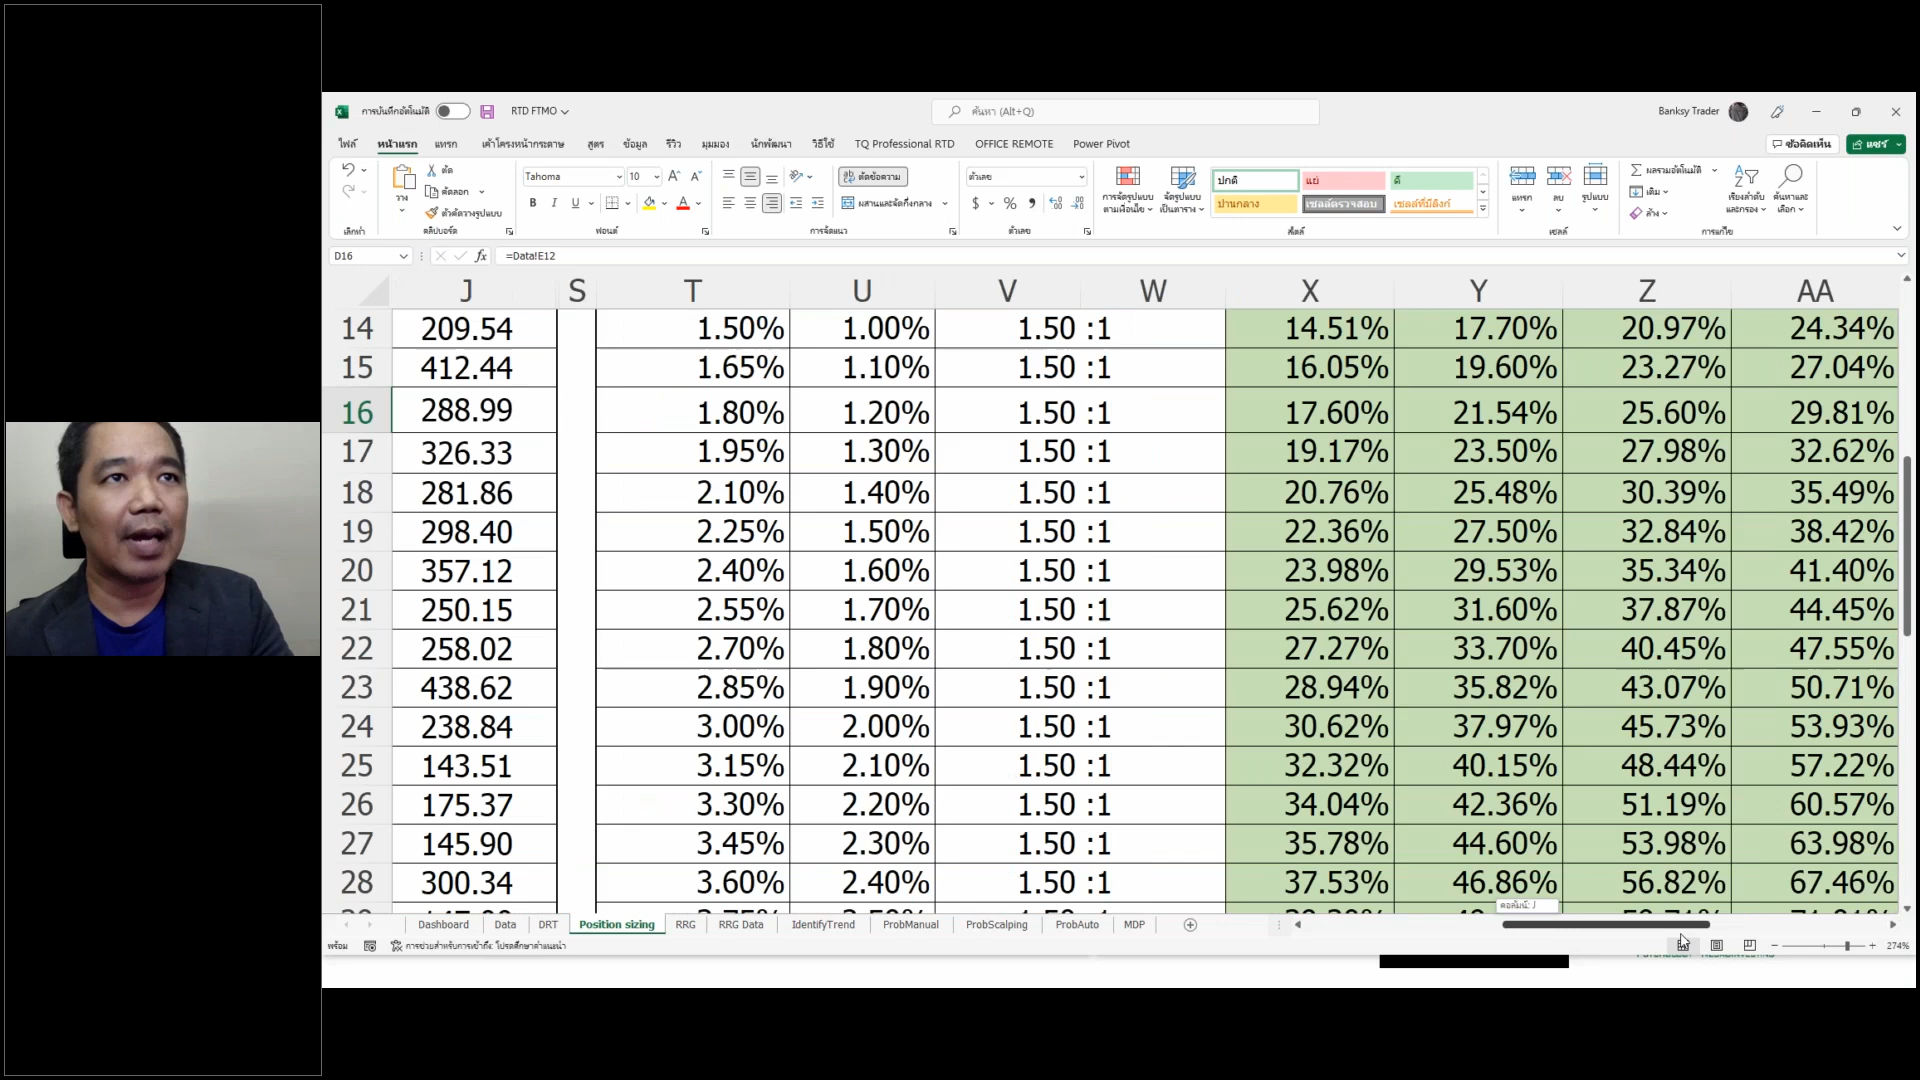 การบันทึกอัตโนมัติ RTD FTMO ค้นหา (Alt+Q) Banksy Trader
ไฟล์ หน้าแรก แทรก เค้าโครงหน้ากระดาษ สูตร ข้อมูล รีวิว มุมมอง นักพัฒนา วิธีใช้ TQ Professional RTD OFFICE REMOTE Power Pivot ข้อคิดเห็น แชร์
วาง ตัด คัดลอก ตัวคัดวางรูปแบบ Tahoma 10 ตัดข้อความ ผสานและจัดกึ่งกลาง ตัวเลข
B I U $ %
การจัดรูปแบบตามเงื่อนไข จัดรูปแบบเป็นตาราง ปกติ แย่ ดี ปานกลาง เซลล์ตรวจสอบ เซลล์ที่มีลิงก์
แทรก ลบ รูปแบบ ผลรวมอัตโนมัติ เติม ล้าง เรียงลำดับและกรอง ค้นหาและเลือก
เลิกทำ คลิปบอร์ด ฟอนต์ การจัดแนว ตัวเลข สไตล์ เซลล์ การแก้ไข
D16 fx =Data!E12
J S T U V W X Y Z AA
14 209.54 1.50% 1.00% 1.50 :1 14.51% 17.70% 20.97% 24.34%
15 412.44 1.65% 1.10% 1.50 :1 16.05% 19.60% 23.27% 27.04%
16 288.99 1.80% 1.20% 1.50 :1 17.60% 21.54% 25.60% 29.81%
17 326.33 1.95% 1.30% 1.50 :1 19.17% 23.50% 27.98% 32.62%
18 281.86 2.10% 1.40% 1.50 :1 20.76% 25.48% 30.39% 35.49%
19 298.40 2.25% 1.50% 1.50 :1 22.36% 27.50% 32.84% 38.42%
20 357.12 2.40% 1.60% 1.50 :1 23.98% 29.53% 35.34% 41.40%
21 250.15 2.55% 1.70% 1.50 :1 25.62% 31.60% 37.87% 44.45%
22 258.02 2.70% 1.80% 1.50 :1 27.27% 33.70% 40.45% 47.55%
23 438.62 2.85% 1.90% 1.50 :1 28.94% 35.82% 43.07% 50.71%
24 238.84 3.00% 2.00% 1.50 :1 30.62% 37.97% 45.73% 53.93%
25 143.51 3.15% 2.10% 1.50 :1 32.32% 40.15% 48.44% 57.22%
26 175.37 3.30% 2.20% 1.50 :1 34.04% 42.36% 51.19% 60.57%
27 145.90 3.45% 2.30% 1.50 :1 35.78% 44.60% 53.98% 63.98%
28 300.34 3.60% 2.40% 1.50 :1 37.53% 46.86% 56.82% 67.46%
คอลัมน์: J
Dashboard Data DRT Position sizing RRG RRG Data IdentifyTrend ProbManual ProbScalping ProbAuto MDP
พร้อม การช่วยสำหรับการเข้าถึง: โปรดศึกษาคำแนะนำ 274%